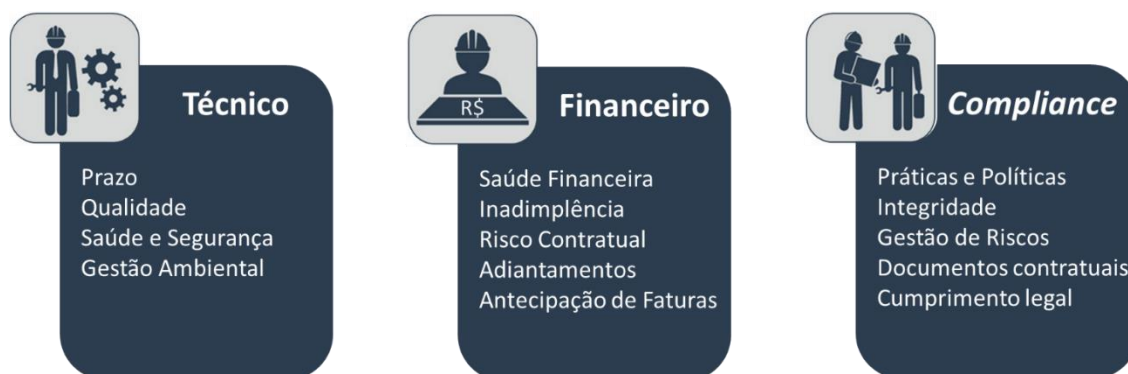 Técnico
Prazo
Qualidade
Saúde e Segurança
Gestão Ambiental
R$
Financeiro
Saúde Financeira
Inadimplência
Risco Contratual
Adiantamentos
Antecipação de Faturas
Compliance
Práticas e Políticas
Integridade
Gestão de Riscos
Documentos contratuais
Cumprimento legal